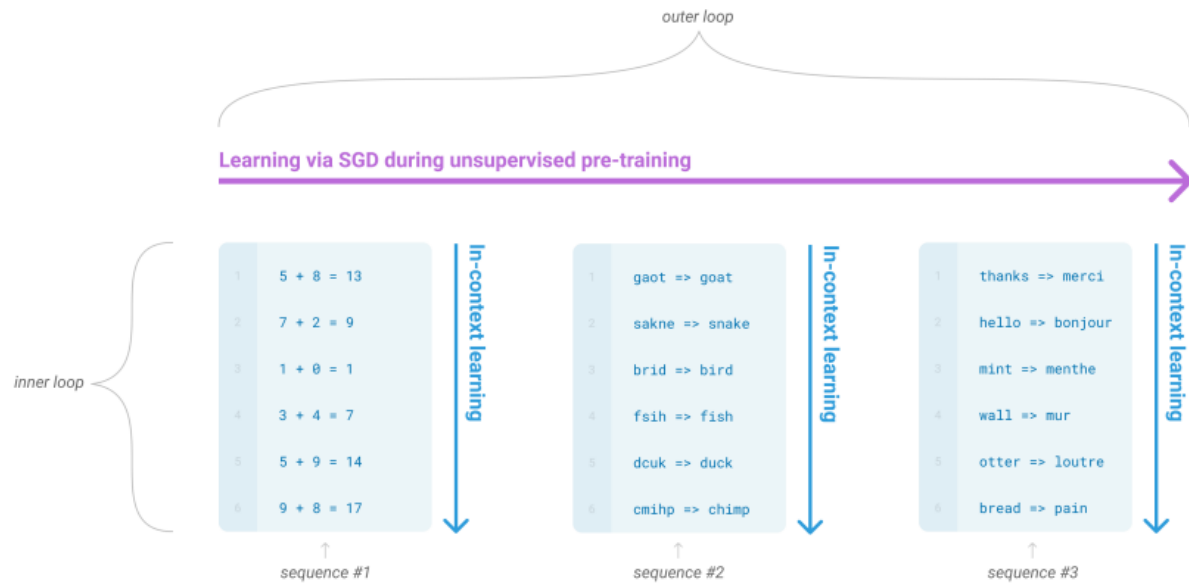 outer loop
Learning via SGD during unsupervised pre-training
inner loop
1 5 + 8 = 13
2 7 + 2 = 9
3 1 + 0 = 1
4 3 + 4 = 7
5 5 + 9 = 14
6 9 + 8 = 17
In-context learning
sequence #1
1 gaot => goat
2 sakne => snake
3 brid => bird
4 fsih => fish
5 dcuk => duck
6 cmihp => chimp
In-context learning
sequence #2
1 thanks => merci
2 hello => bonjour
3 mint => menthe
4 wall => mur
5 otter => loutre
6 bread => pain
In-context learning
sequence #3